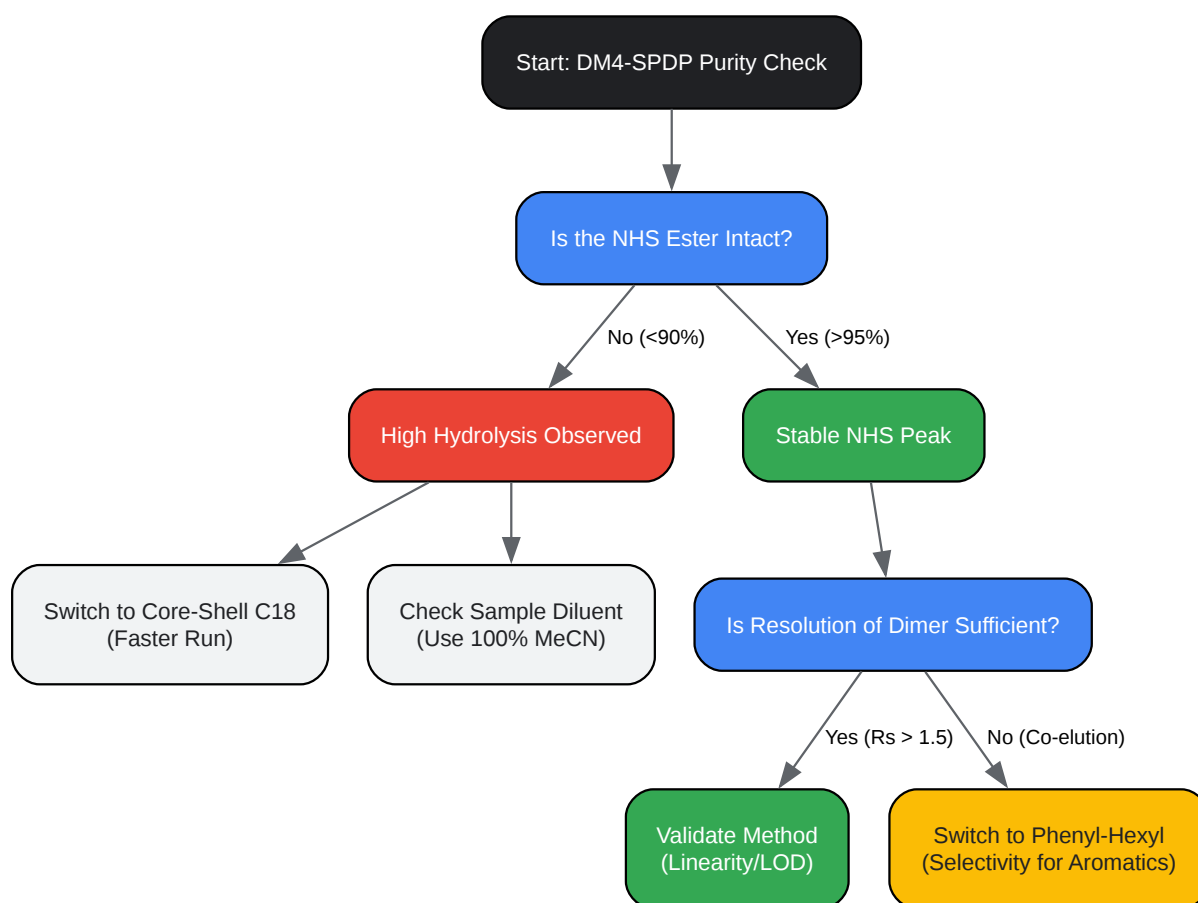 Start: DM4-SPDP Purity Check
Is the NHS Ester Intact?
No (<90%)
Yes (>95%)
High Hydrolysis Observed
Stable NHS Peak
Switch to Core-Shell C18
(Faster Run)
Check Sample Diluent
(Use 100% MeCN)
Is Resolution of Dimer Sufficient?
Yes (Rs > 1.5)
No (Co-elution)
Validate Method
(Linearity/LOD)
Switch to Phenyl-Hexyl
(Selectivity for Aromatics)